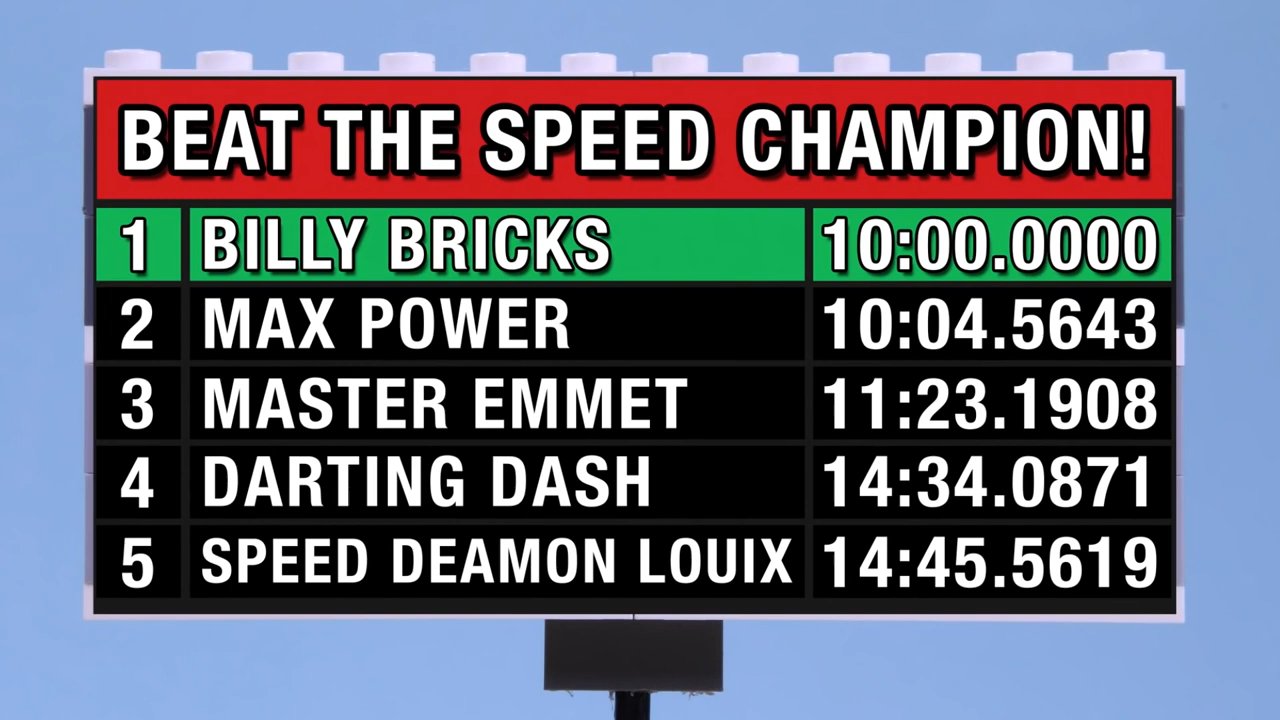 BEAT THE SPEED CHAMPION!
1 BILLY BRICKS 10:00.0000
2 MAX POWER 10:04.5643
3 MASTER EMMET 11:23.1908
4 DARTING DASH 14:34.0871
5 SPEED DEAMON LOUIX 14:45.5619